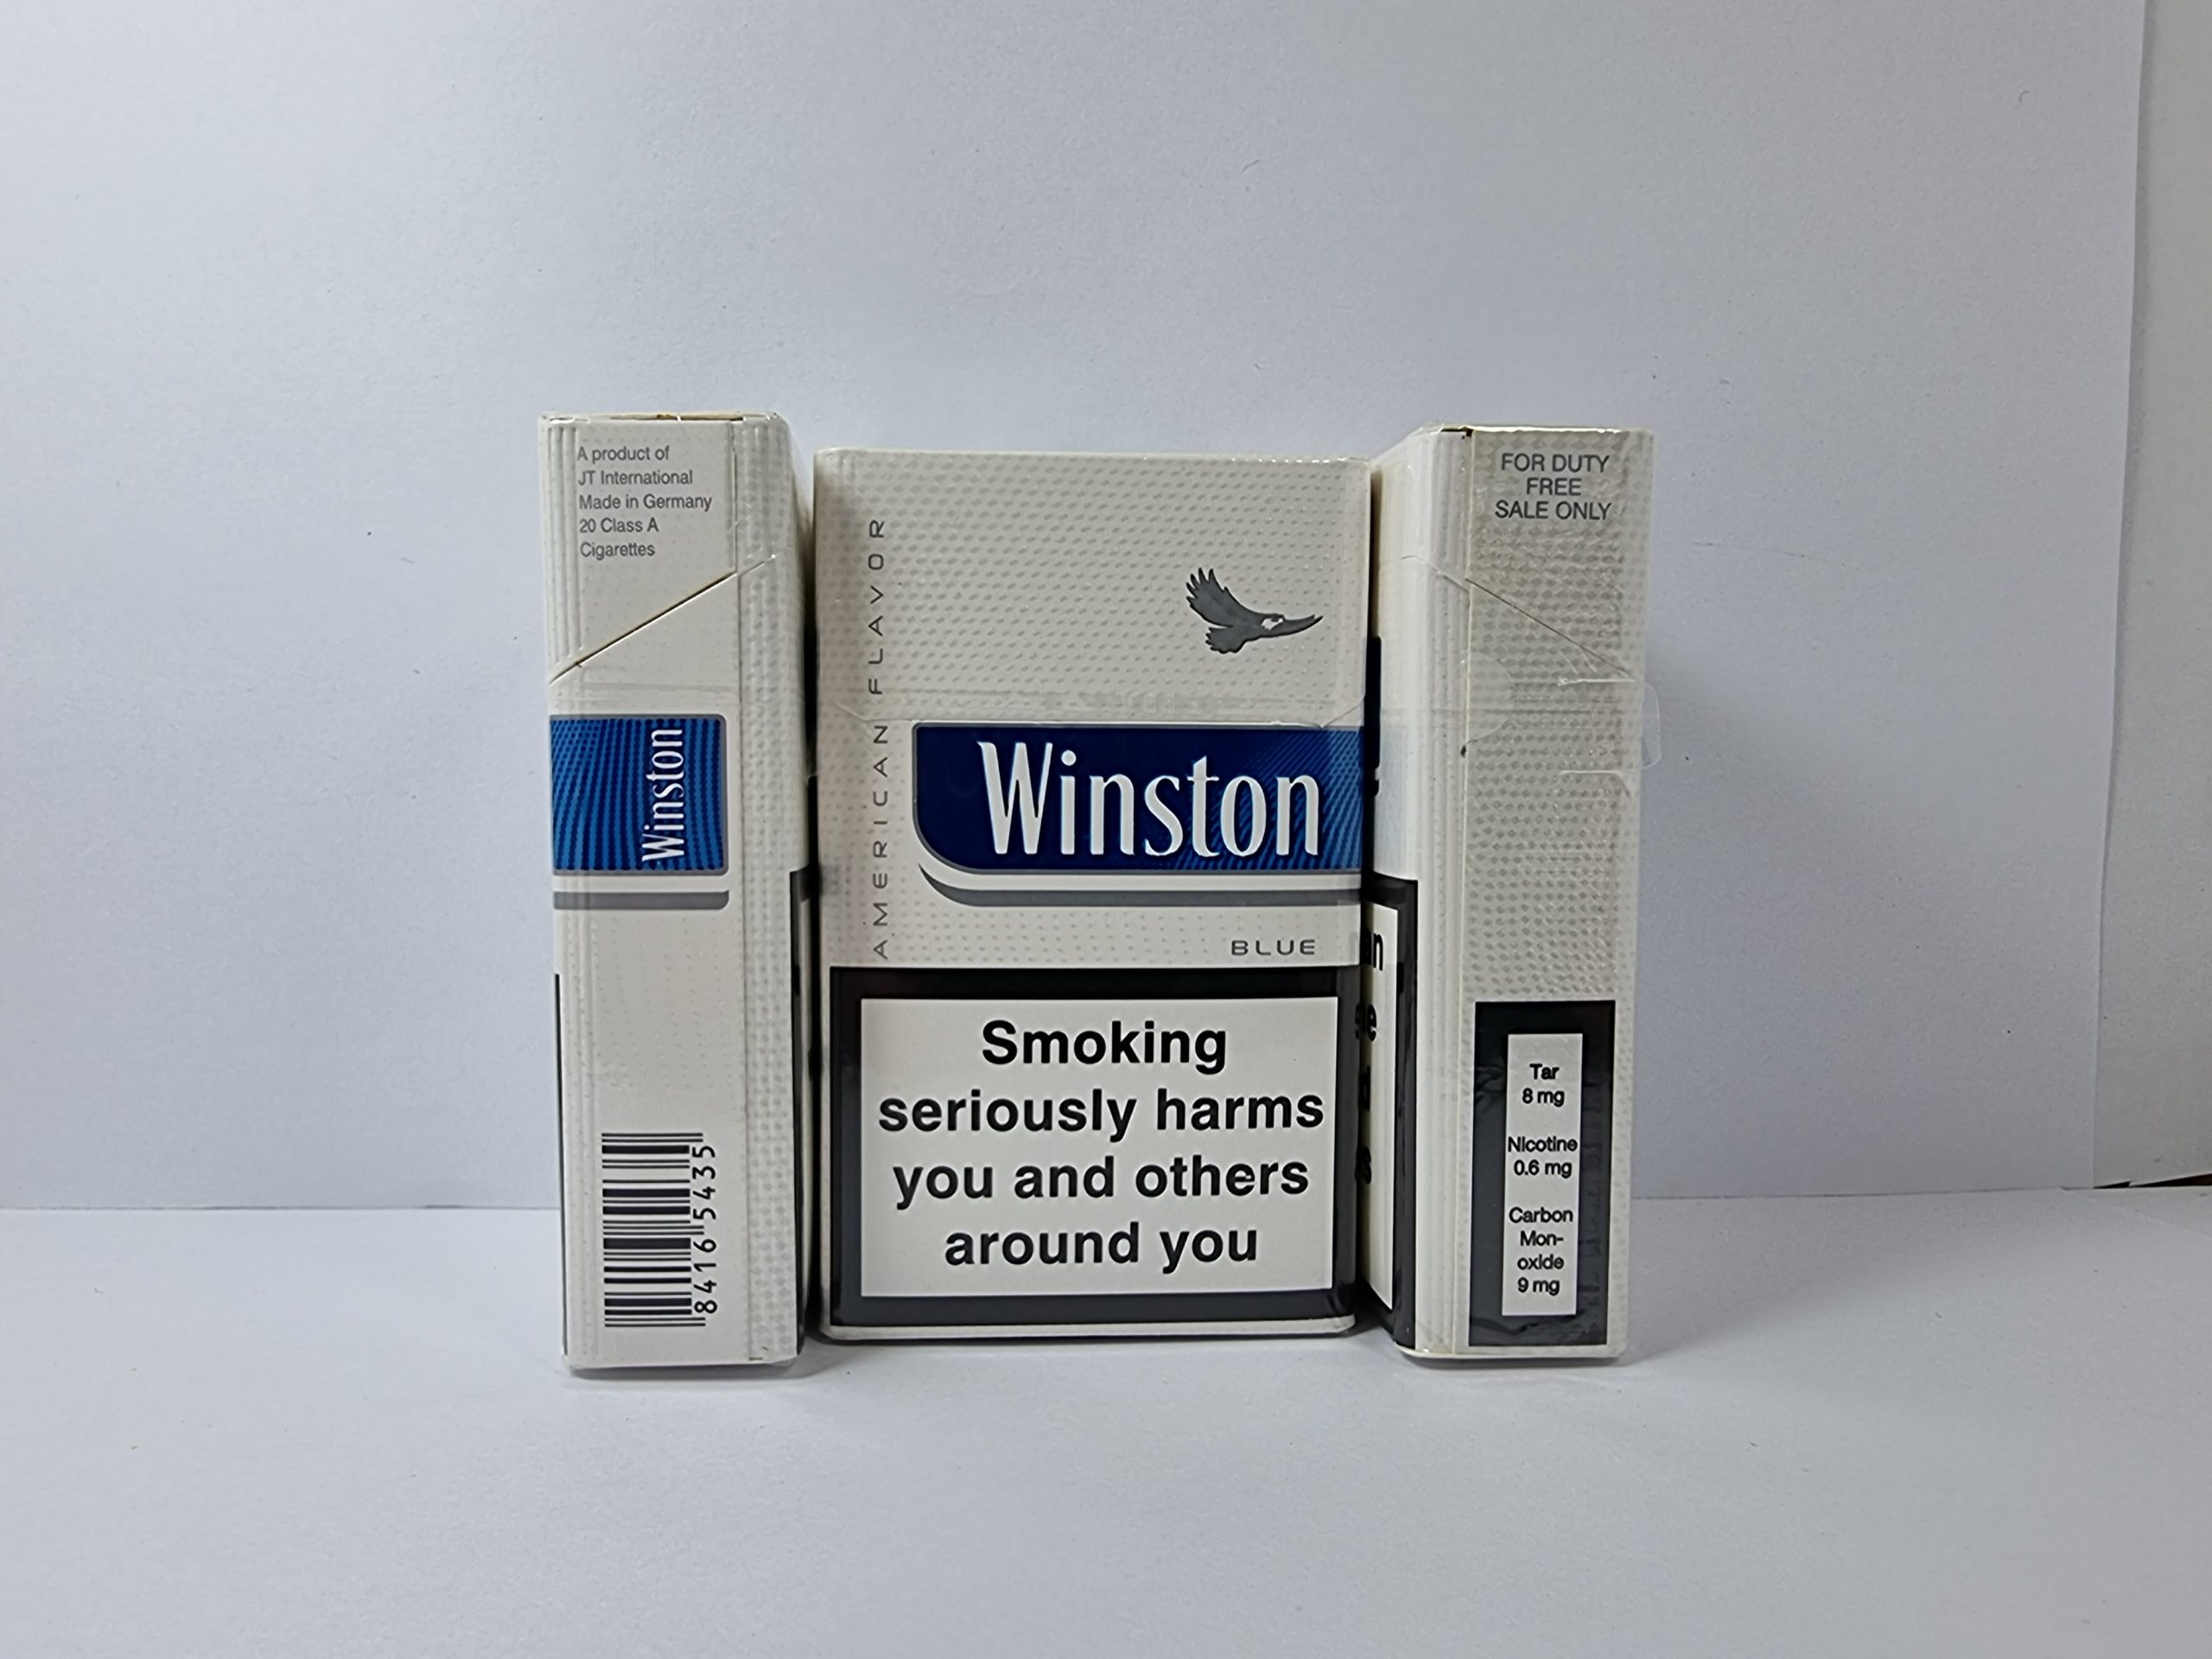 A product of
JT International
Made in Germany
20 Class A
Cigarettes
Winston
84165435
AMERICAN FLAVOR
Winston
BLUE
Smoking
seriously harms
you and others
around you
FOR DUTY
FREE
SALE ONLY
Tar
8 mg
Nicotine
0.6 mg
Carbon
Mon-
oxide
9 mg